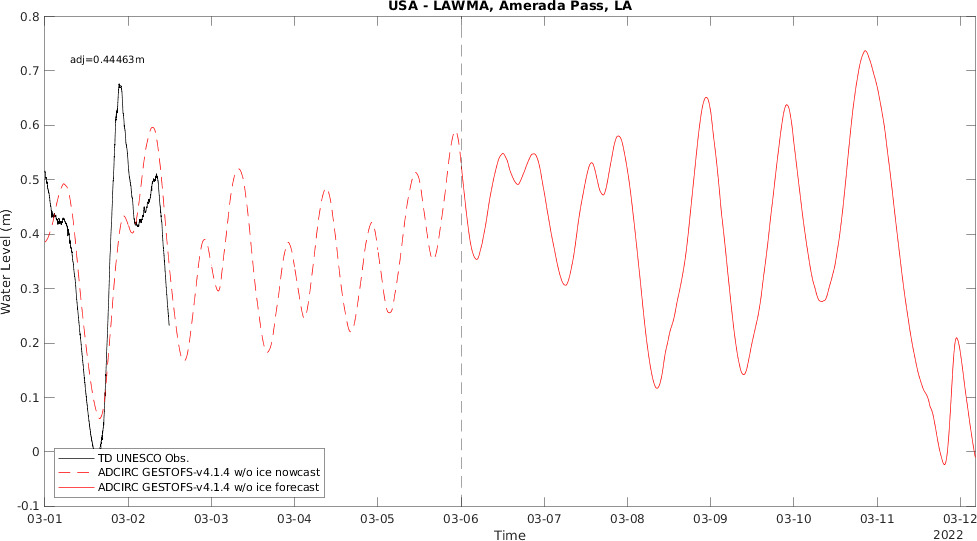 USA - LAWMA, Amerada Pass, LA
0.8
0.7
0.6
0.5
0.4
0.3
0.2
0.1
0
-0.1
Water Level (m)
adj=0.44463m
TD UNESCO Obs.
ADCIRC GESTOFS-v4.1.4 w/o ice nowcast
ADCIRC GESTOFS-v4.1.4 w/o ice forecast
03-01 03-02 03-03 03-04 03-05 03-06 03-07 03-08 03-09 03-10 03-11 03-12
Time
2022